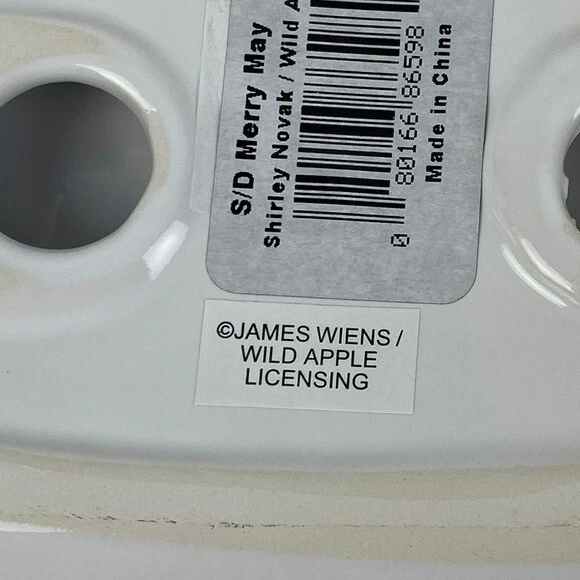 S/D Merry May
Shirley Novak / Wild A
0 80166 86598
Made in China
©JAMES WIENS /
WILD APPLE
LICENSING